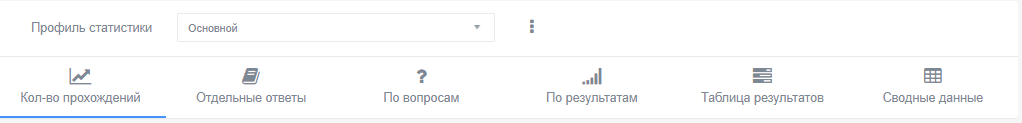 Профиль статистики Основной
Кол-во прохождений Отдельные ответы По вопросам По результатам Таблица результатов Сводные данные